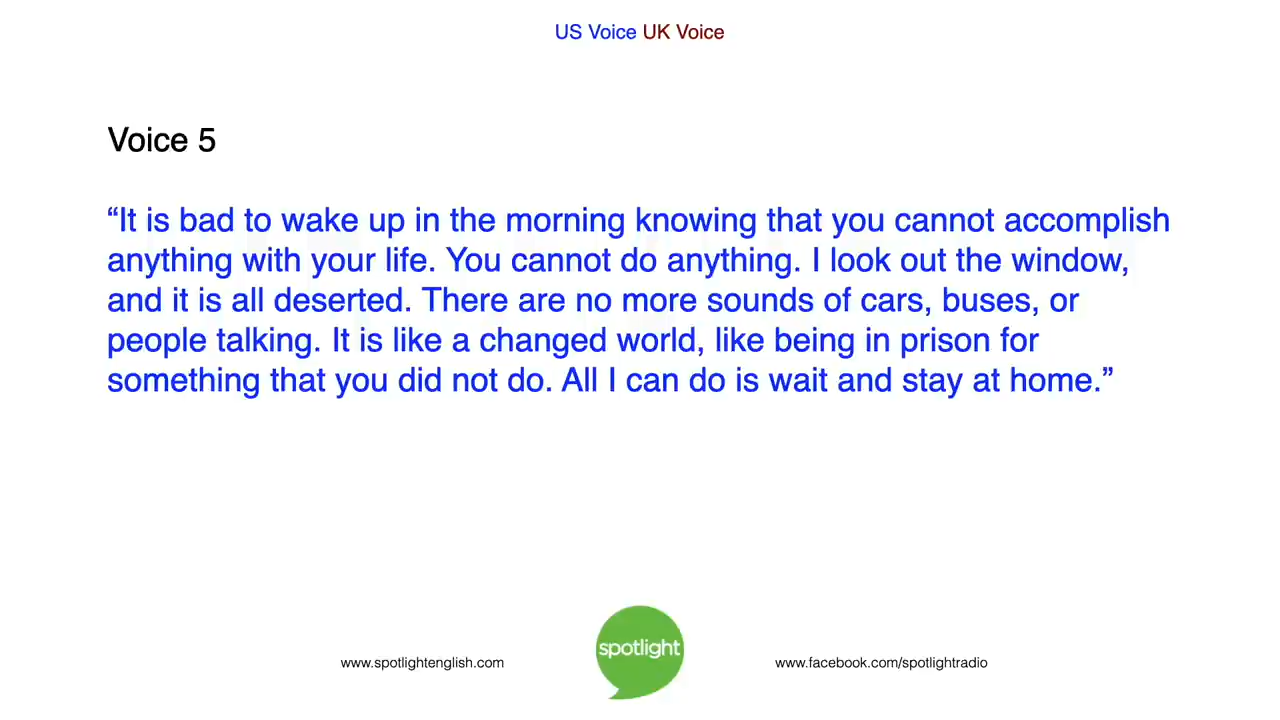 US Voice UK Voice
Voice 5
“It is bad to wake up in the morning knowing that you cannot accomplish
anything with your life. You cannot do anything. I look out the window,
and it is all deserted. There are no more sounds of cars, buses, or
people talking. It is like a changed world, like being in prison for
something that you did not do. All I can do is wait and stay at home.”
spotlight
www.spotlightenglish.com
www.facebook.com/spotlightradio